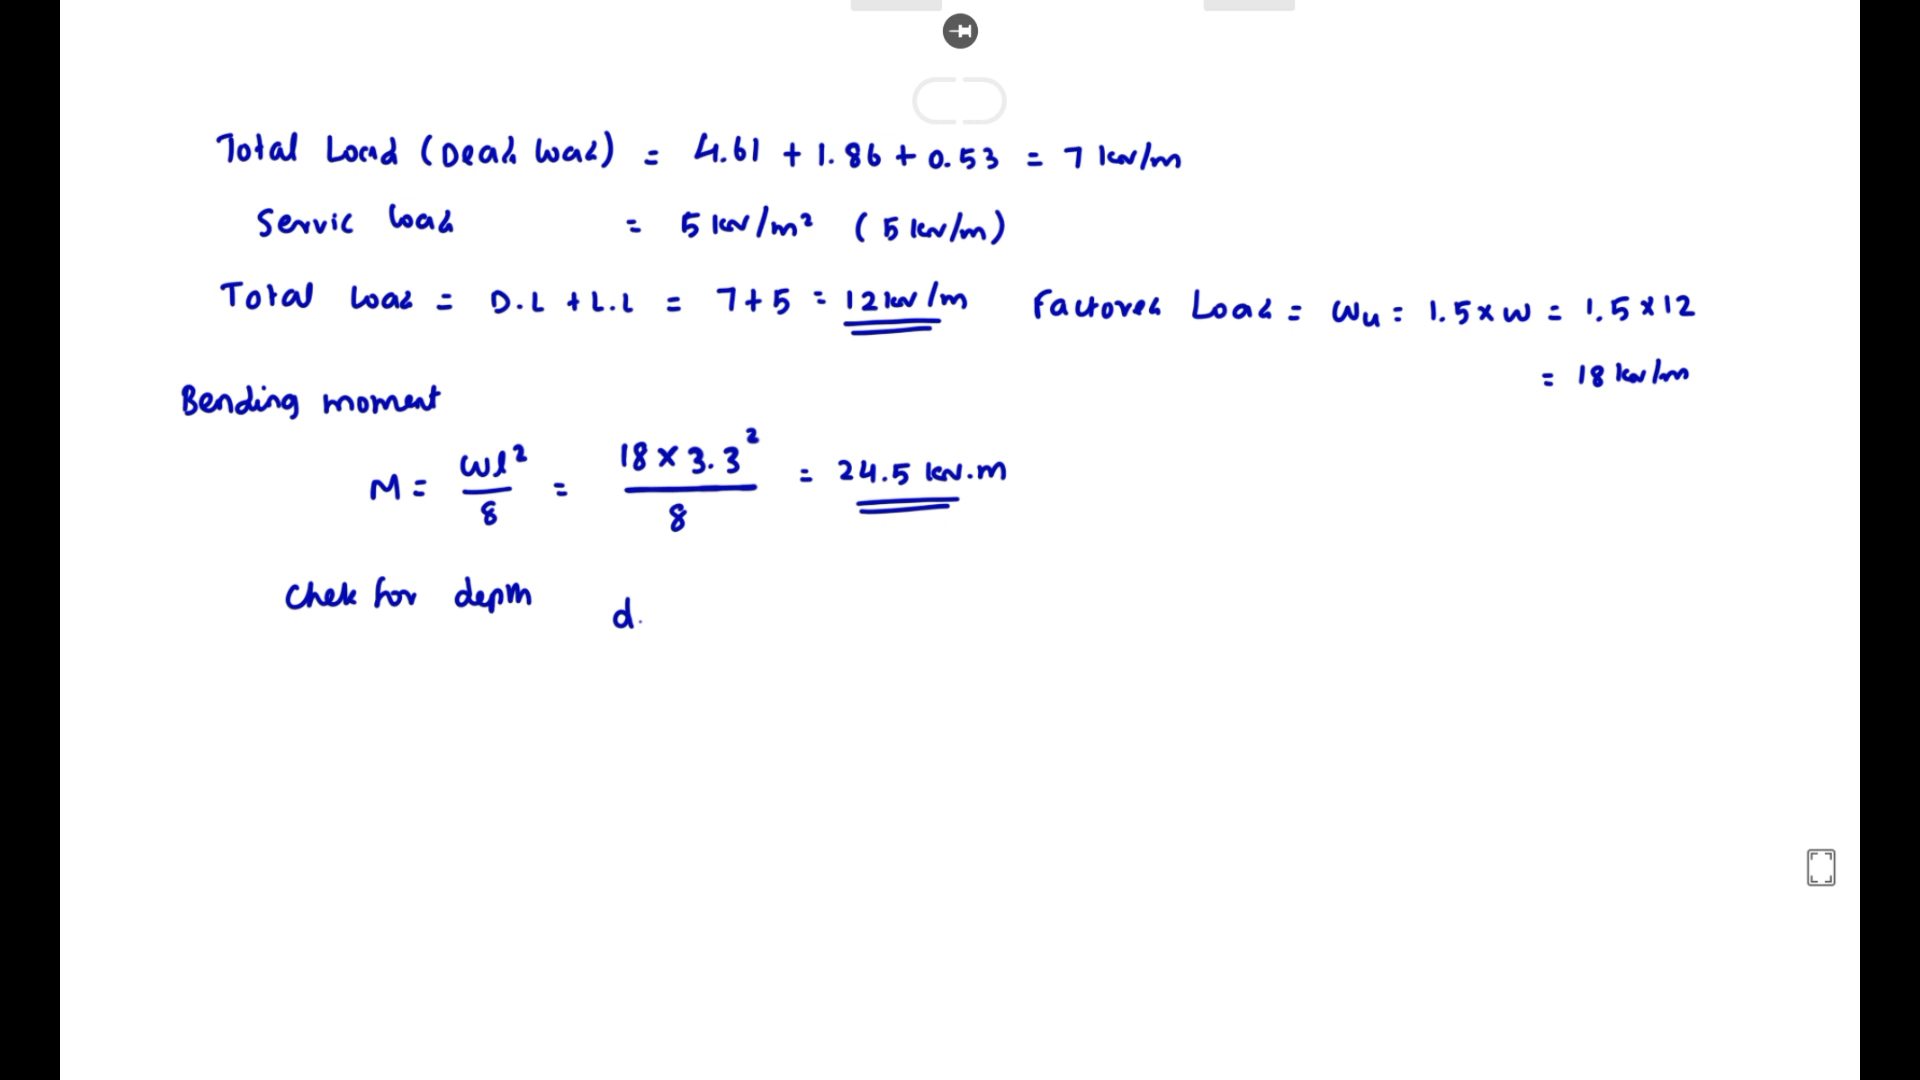 Total Load (Dead Load) = 4.61 + 1.86 + 0.53 = 7 kN/m
Servic load = 5 kN/m² (5 kN/m)
Total Load = D.L + L.L = 7+5 = 12 kN/m Factored Load = Wu = 1.5 × W = 1.5 × 12
= 18 kN/m
Bending moment
M = Wl²/8 = 18 × 3.3²/8 = 24.5 kN.m
Chek for depth d.